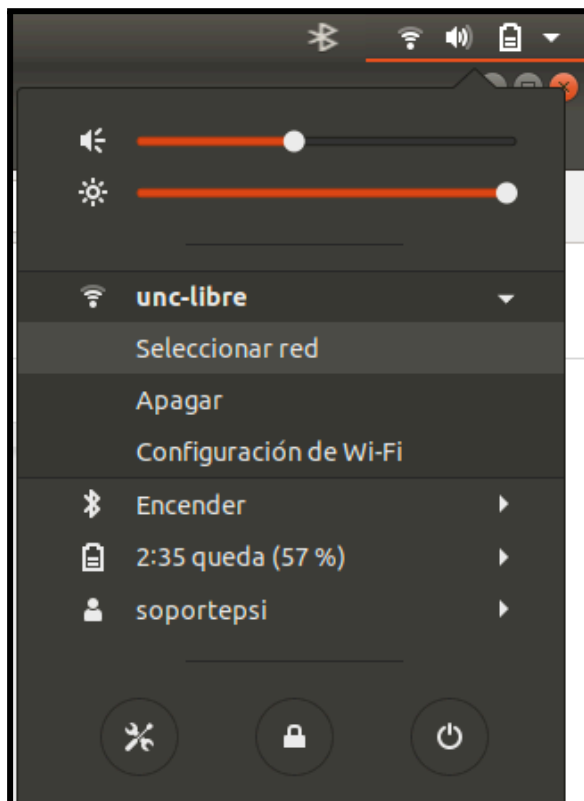 unc-libre
Seleccionar red
Apagar
Configuración de Wi-Fi
Encender
2:35 queda (57 %)
soportepsi